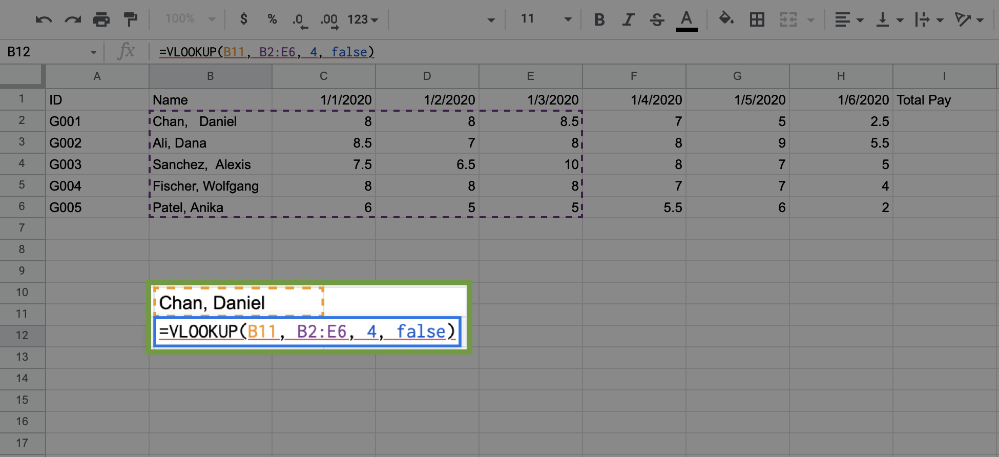 100% $ % .0 .00 123 11 B I S A
B12 fx =VLOOKUP(B11, B2:E6, 4, false)
A B C D E F G H I
1 ID Name 1/1/2020 1/2/2020 1/3/2020 1/4/2020 1/5/2020 1/6/2020 Total Pay
2 G001 Chan,   Daniel 8 8 8.5 7 5 2.5
3 G002 Ali, Dana 8.5 7 8 8 9 5.5
4 G003 Sanchez,  Alexis 7.5 6.5 10 8 7 5
5 G004 Fischer, Wolfgang 8 8 8 7 7 4
6 G005 Patel, Anika 6 5 5 5.5 6 2
7
8
9
10
Chan, Daniel
11
12 =VLOOKUP(B11, B2:E6, 4, false)
13
14
15
16
17